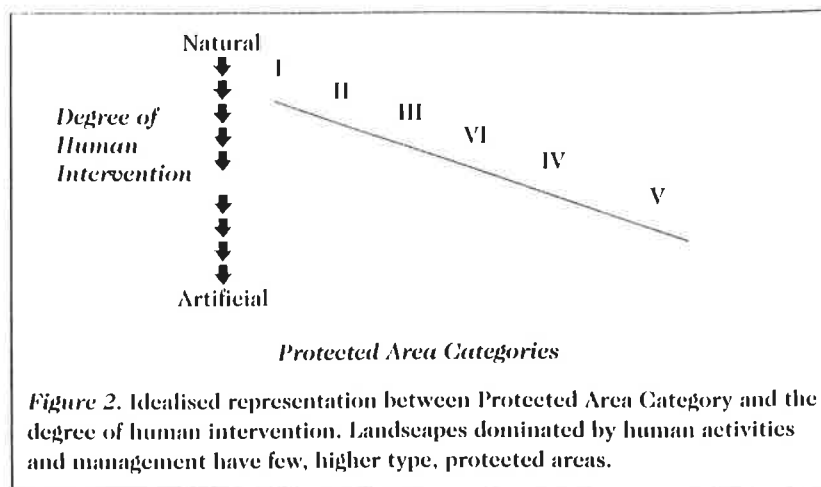 Natural
I
II
III
VI
IV
V
Degree of
Human
Intervention
Artificial
Protected Area Categories
Figure 2. Idealised representation between Protected Area Category and the
degree of human intervention. Landscapes dominated by human activities
and management have few, higher type, protected areas.